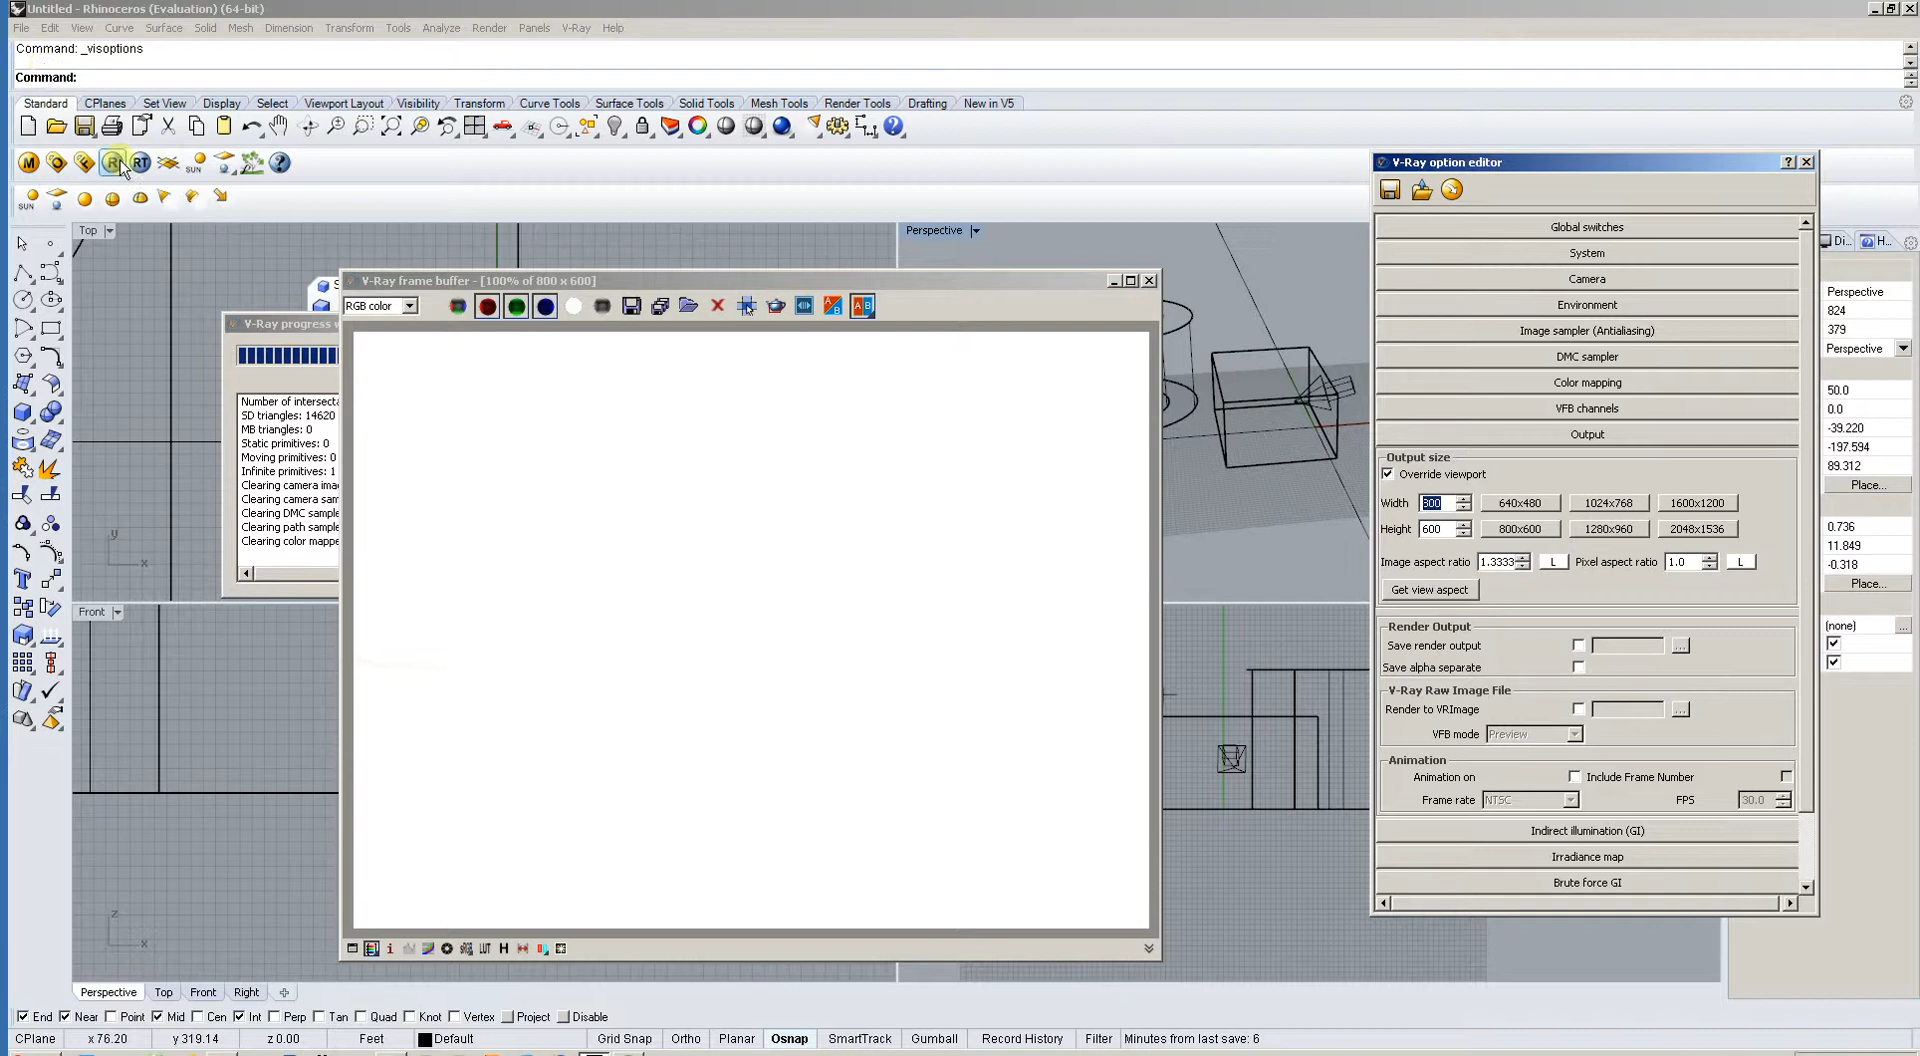 Untitled - Rhinoceros (Evaluation) (64-bit)
File Edit View Curve Surface Solid Mesh Dimension Transform Tools Analyze Render Panels V-Ray Help
Command: _visoptions
Command:
Standard CPlanes Set View Display Select Viewport Layout Visibility Transform Curve Tools Surface Tools Solid Tools Mesh Tools Render Tools Drafting New in V5
M O F R RT SUN
SUN
V-Ray option editor
Top
Perspective
Global switches
System
Camera
Environment
Image sampler (Antialiasing)
DMC sampler
Color mapping
VFB channels
Output
Output size
Override viewport
Width 800 640x480 1024x768 1600x1200
Height 600 800x600 1280x960 2048x1536
Image aspect ratio 1.3333 L Pixel aspect ratio 1.0 L
Get view aspect
Render Output
Save render output ...
Save alpha separate
V-Ray Raw Image File
Render to VRImage ...
VFB mode Preview
Animation
Animation on Include Frame Number
Frame rate NTSC FPS 30.0
Indirect illumination (GI)
Irradiance map
Brute force GI
V-Ray frame buffer - [100% of 800 x 600]
RGB color
V-Ray progress
Number of intersecta
SD triangles: 14620
MB triangles: 0
Static primitives: 0
Moving primitives: 0
Infinite primitives: 1
Clearing camera ima
Clearing camera sam
Clearing DMC sample
Clearing path sample
Clearing color mappe
sRGB LUT H
Di... H...
Perspective
824
379
Perspective
50.0
0.0
-39.220
-197.594
89.312
Place...
0.736
11.849
-0.318
Place...
(none) ...
y
x
Front
z
x
Perspective Top Front Right
End Near Point Mid Cen Int Perp Tan Quad Knot Vertex Project Disable
CPlane x 76.20 y 319.14 z 0.00 Feet Default Grid Snap Ortho Planar Osnap SmartTrack Gumball Record History Filter Minutes from last save: 6